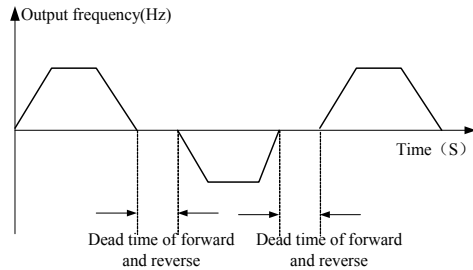 Output frequency(Hz)
Time（S）
Dead time of forward
and reverse
Dead time of forward
and reverse